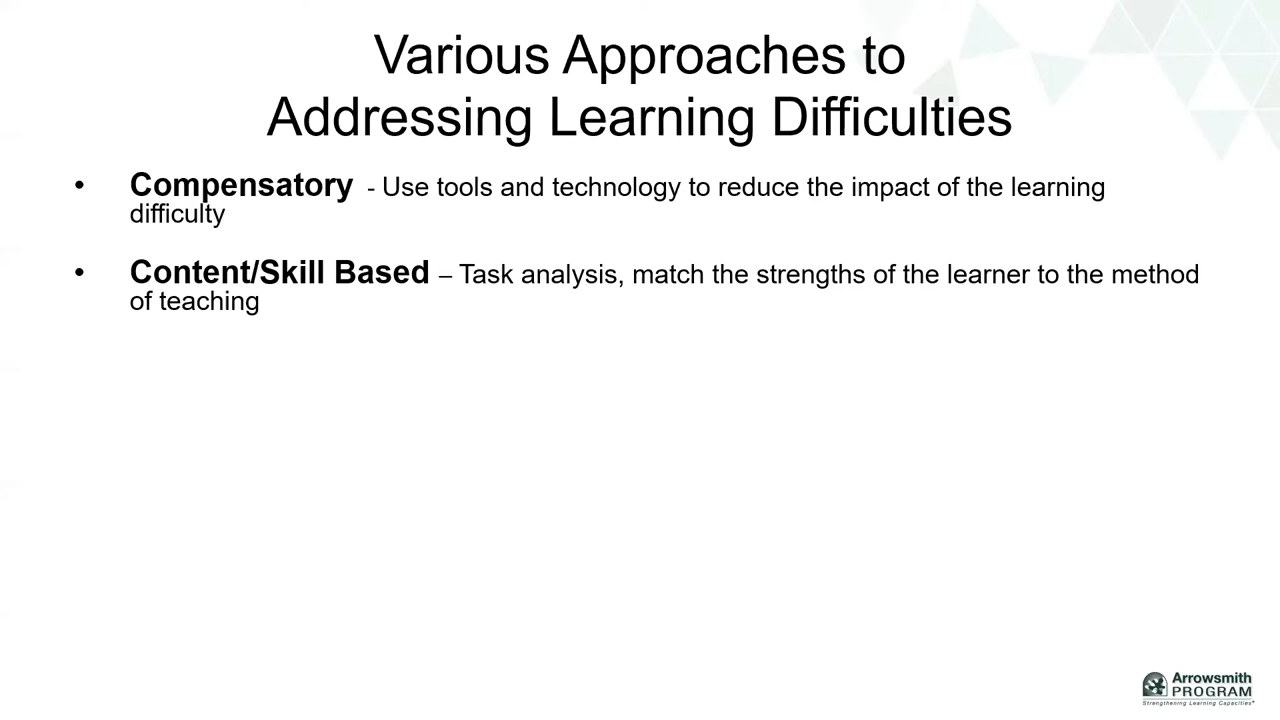 Various Approaches to
Addressing Learning Difficulties
• Compensatory - Use tools and technology to reduce the impact of the learning
difficulty
• Content/Skill Based – Task analysis, match the strengths of the learner to the method
of teaching
Arrowsmith
PROGRAM
Strengthening Learning Capacities®